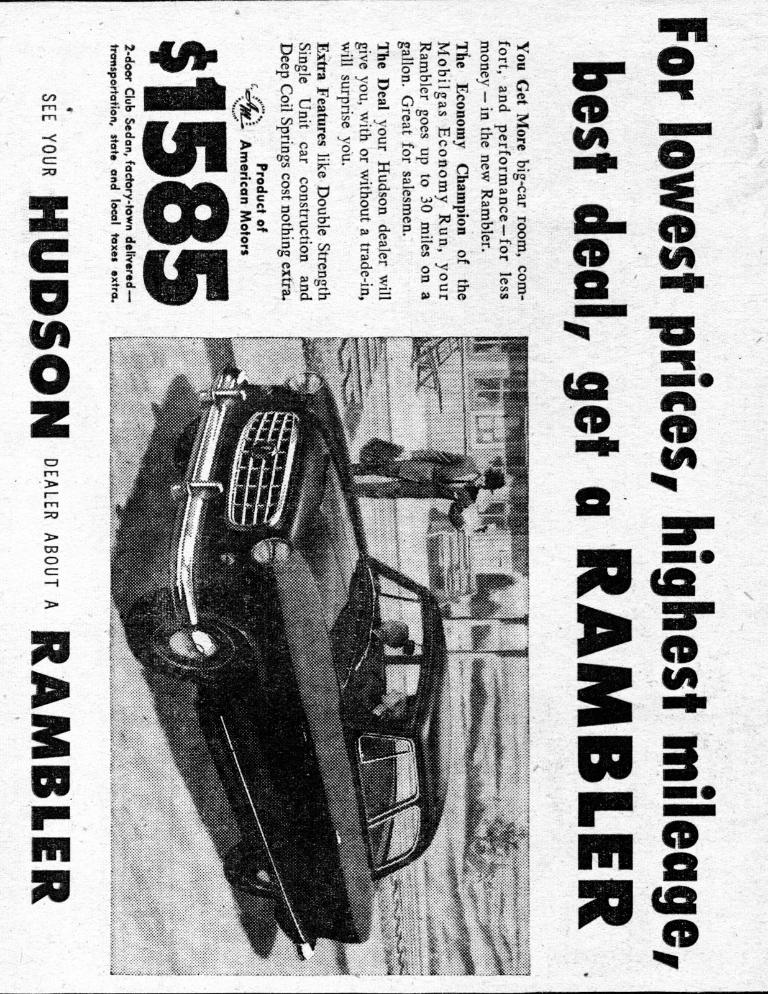 For lowest prices, highest mileage,
best deal, get a RAMBLER
You Get More big-car room, com-
fort, and performance—for less
money—in the new Rambler.
The Economy Champion of the
Mobilgas Economy Run, your
Rambler goes up to 30 miles on a
gallon. Great for salesmen.
The Deal your Hudson dealer will
give you, with or without a trade-in,
will surprise you.
Extra Features like Double Strength
Single Unit car construction and
Deep Coil Springs cost nothing extra.
AM
Product of
American Motors
$1585
2-door Club Sedan, factory-town delivered—
transportation, state and local taxes extra.
SEE YOUR HUDSON DEALER ABOUT A RAMBLER